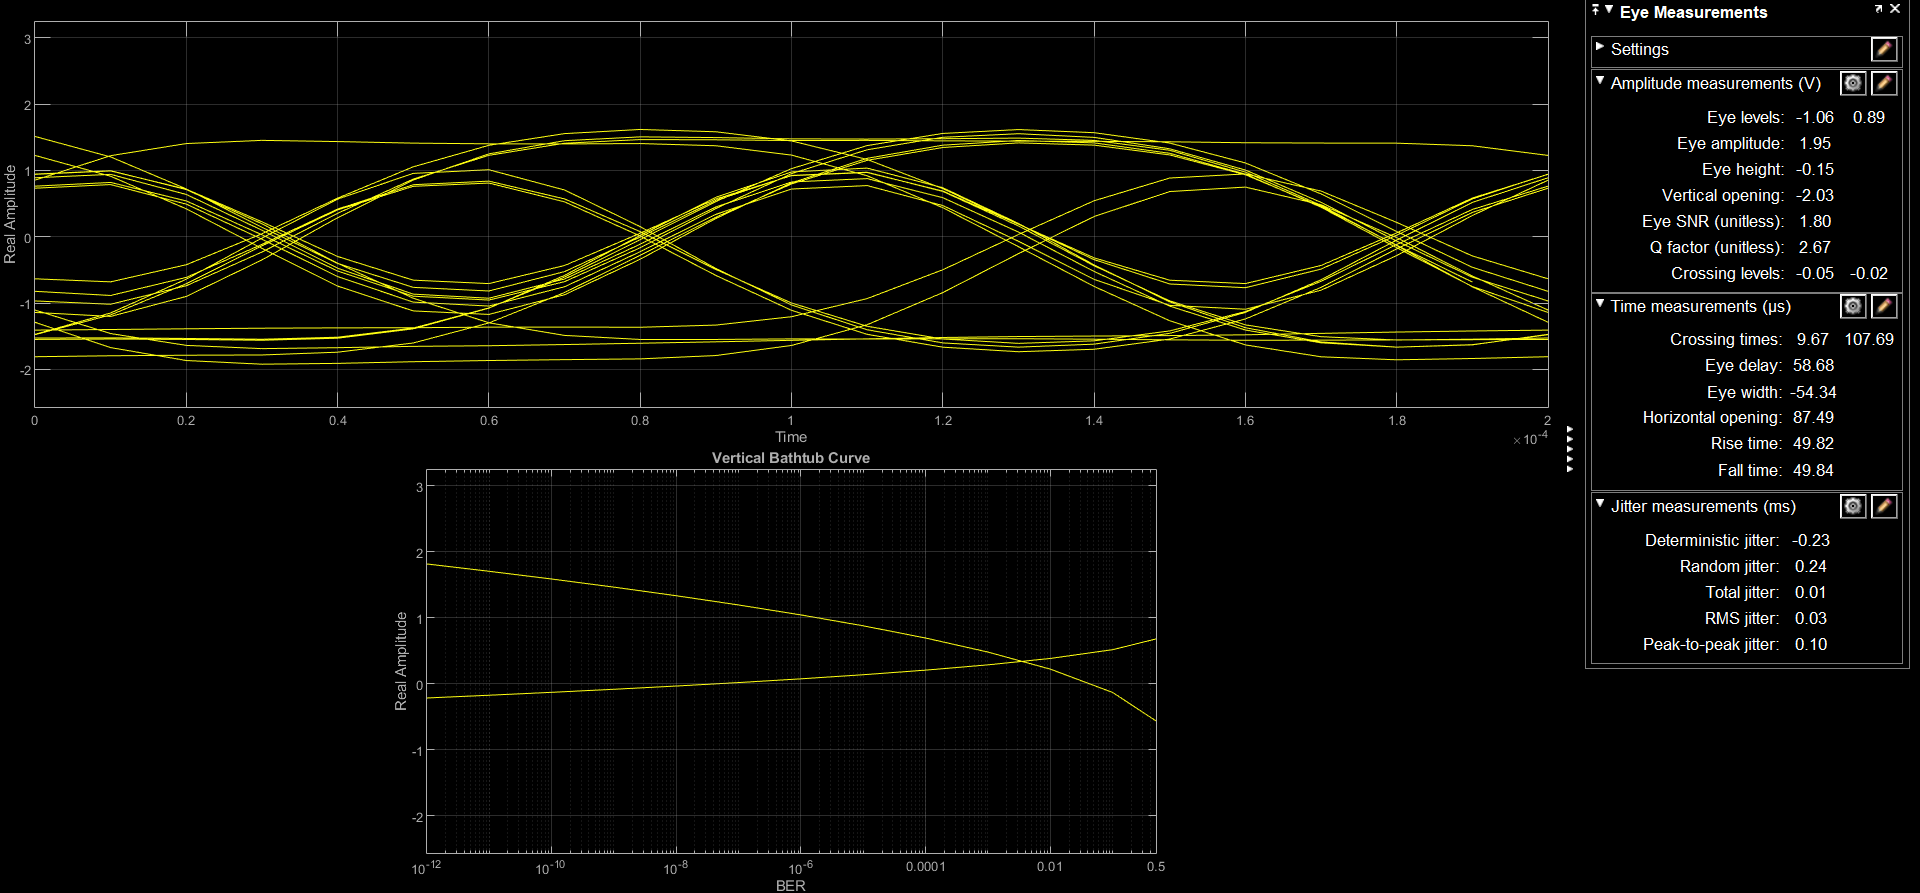 3
2
1
0
-1
-2
Real Amplitude
0
0.2
0.4
0.6
0.8
1
1.2
1.4
1.6
1.8
2
Time
×10-4
Vertical Bathtub Curve
3
2
1
0
-1
-2
Real Amplitude
10-12
10-10
10-8
10-6
0.0001
0.01
0.5
BER
Eye Measurements
Settings
Amplitude measurements (V)
Eye levels: -1.06 0.89
Eye amplitude: 1.95
Eye height: -0.15
Vertical opening: -2.03
Eye SNR (unitless): 1.80
Q factor (unitless): 2.67
Crossing levels: -0.05 -0.02
Time measurements (µs)
Crossing times: 9.67 107.69
Eye delay: 58.68
Eye width: -54.34
Horizontal opening: 87.49
Rise time: 49.82
Fall time: 49.84
Jitter measurements (ms)
Deterministic jitter: -0.23
Random jitter: 0.24
Total jitter: 0.01
RMS jitter: 0.03
Peak-to-peak jitter: 0.10